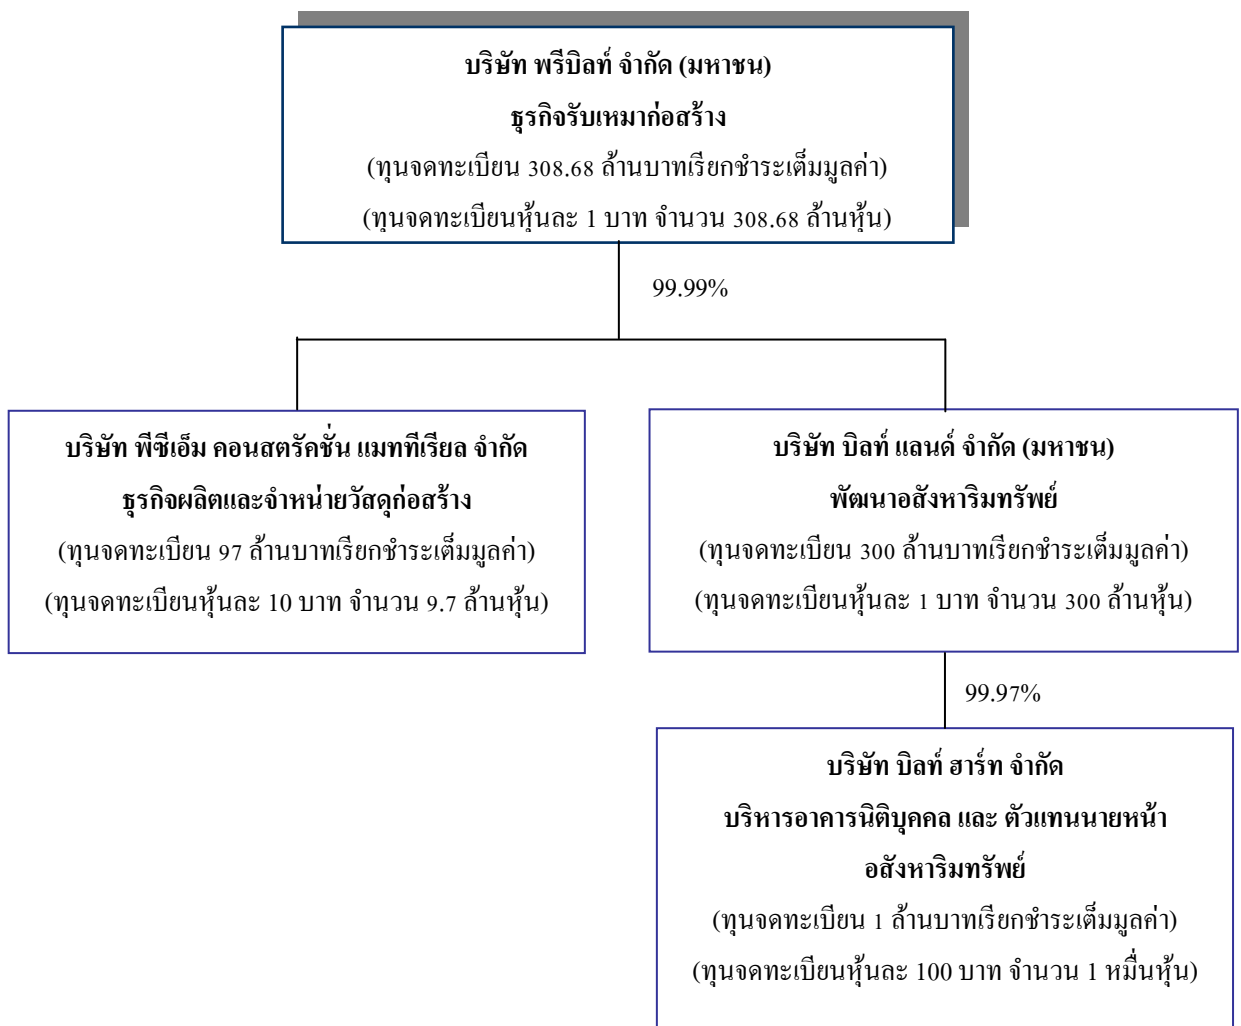 บริษัท พรีบิลท์ จำกัด (มหาชน)
ธุรกิจรับเหมาก่อสร้าง
(ทุนจดทะเบียน 308.68 ล้านบาทเรียกชำระเต็มมูลค่า)
(ทุนจดทะเบียนหุ้นละ 1 บาท จำนวน 308.68 ล้านหุ้น)
99.99%
บริษัท พีซีเอ็ม คอนสตรัคชั่น แมททีเรียล จำกัด
ธุรกิจผลิตและจำหน่ายวัสดุก่อสร้าง
(ทุนจดทะเบียน 97 ล้านบาทเรียกชำระเต็มมูลค่า)
(ทุนจดทะเบียนหุ้นละ 10 บาท จำนวน 9.7 ล้านหุ้น)
บริษัท บิลท์ แลนด์ จำกัด (มหาชน)
พัฒนาอสังหาริมทรัพย์
(ทุนจดทะเบียน 300 ล้านบาทเรียกชำระเต็มมูลค่า)
(ทุนจดทะเบียนหุ้นละ 1 บาท จำนวน 300 ล้านหุ้น)
99.97%
บริษัท บิลท์ ฮาร์ท จำกัด
บริหารอาคารนิติบุคคล และ ตัวแทนนายหน้า
อสังหาริมทรัพย์
(ทุนจดทะเบียน 1 ล้านบาทเรียกชำระเต็มมูลค่า)
(ทุนจดทะเบียนหุ้นละ 100 บาท จำนวน 1 หมื่นหุ้น)